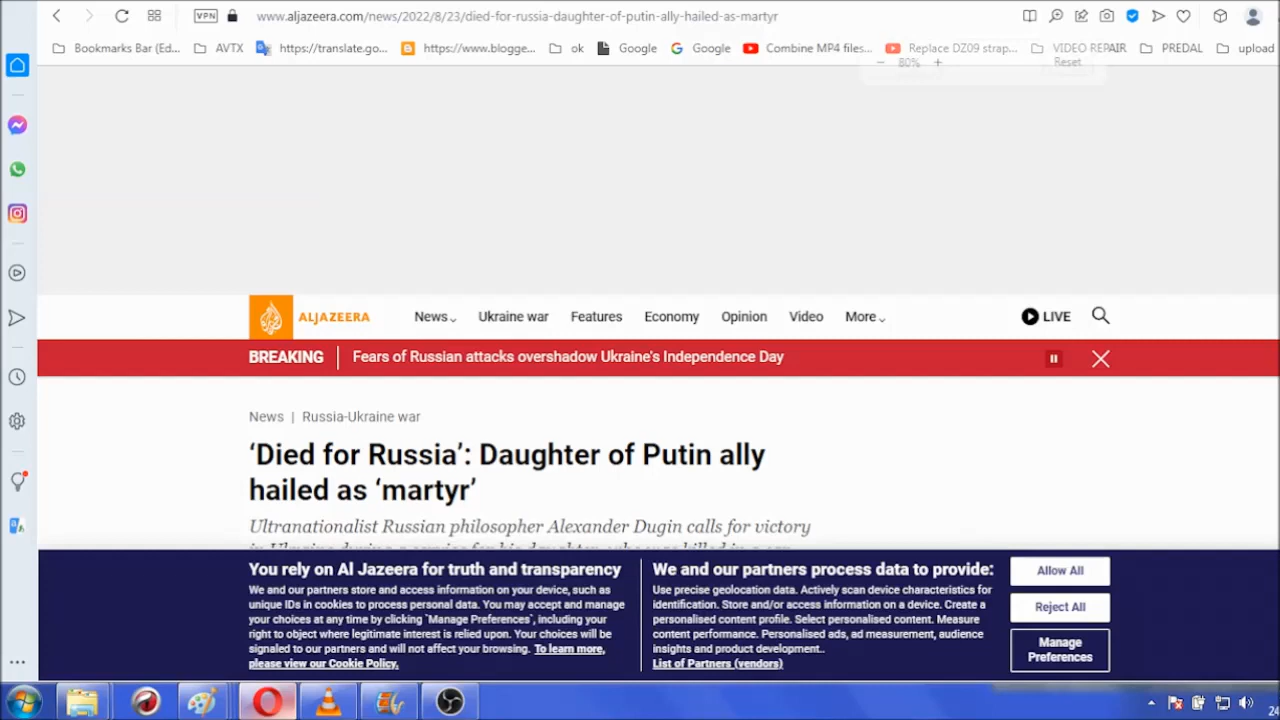 VPN
www.aljazeera.com/news/2022/8/23/died-for-russia-daughter-of-putin-ally-hailed-as-martyr
Bookmarks Bar (Ed... AVTX https://translate.go... https://www.blogge... ok Google Google Combine MP4 files... Replace DZ09 strap... VIDEO REPAIR PREDAL upload
80% Reset
ALJAZEERA News Ukraine war Features Economy Opinion Video More LIVE
BREAKING Fears of Russian attacks overshadow Ukraine's Independence Day
News | Russia-Ukraine war
‘Died for Russia’: Daughter of Putin ally
hailed as ‘martyr’
Ultranationalist Russian philosopher Alexander Dugin calls for victory
You rely on Al Jazeera for truth and transparency
We and our partners store and access information on your device, such as
unique IDs in cookies to process personal data. You may accept and manage
your choices at any time by clicking `Manage Preferences`, including your
right to object where legitimate interest is relied upon. Your choices will be
signaled to our partners and will not affect your browsing. To learn more,
please view our Cookie Policy.
We and our partners process data to provide:
Use precise geolocation data. Actively scan device characteristics for
identification. Store and/or access information on a device. Create a
personalised content profile. Select personalised content. Measure
content performance. Personalised ads, ad measurement, audience
insights and product development..
List of Partners (vendors)
Allow All
Reject All
Manage
Preferences
24